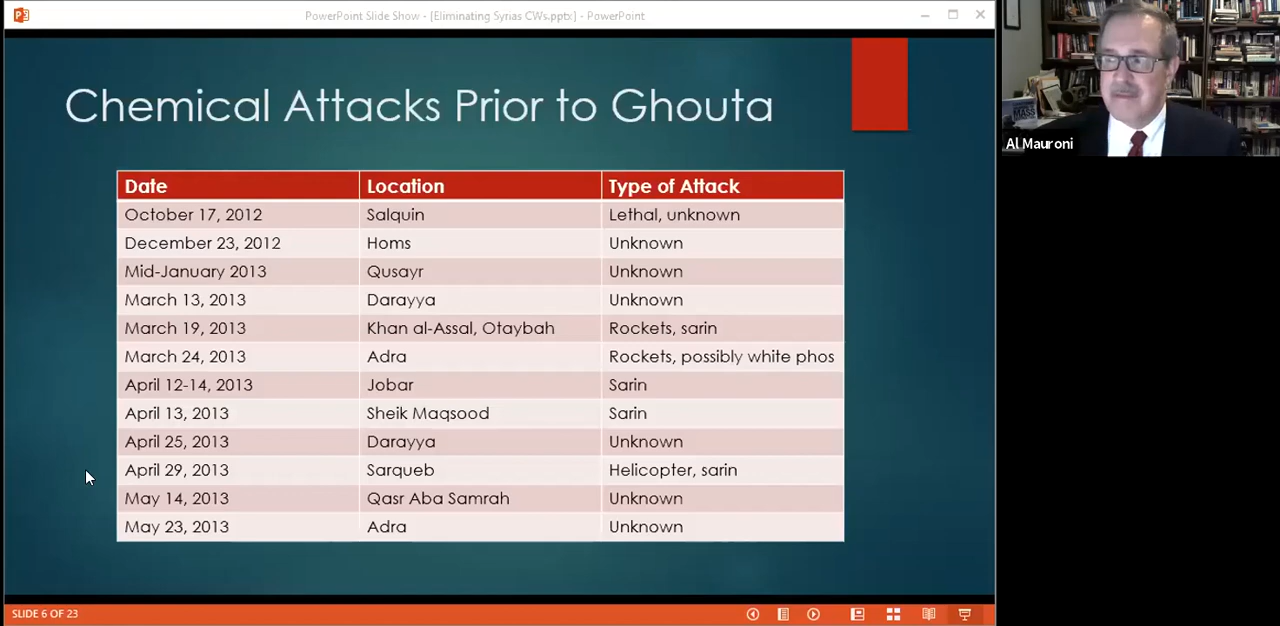 PowerPoint Slide Show - [Eliminating Syrias CWs.pptx] - PowerPoint
Chemical Attacks Prior to Ghouta
Date Location Type of Attack
October 17, 2012 Salquin Lethal, unknown
December 23, 2012 Homs Unknown
Mid-January 2013 Qusayr Unknown
March 13, 2013 Darayya Unknown
March 19, 2013 Khan al-Assal, Otaybah Rockets, sarin
March 24, 2013 Adra Rockets, possibly white phos
April 12-14, 2013 Jobar Sarin
April 13, 2013 Sheik Maqsood Sarin
April 25, 2013 Darayya Unknown
April 29, 2013 Sarqueb Helicopter, sarin
May 14, 2013 Qasr Aba Samrah Unknown
May 23, 2013 Adra Unknown
SLIDE 6 OF 23
MASS
Al Mauroni